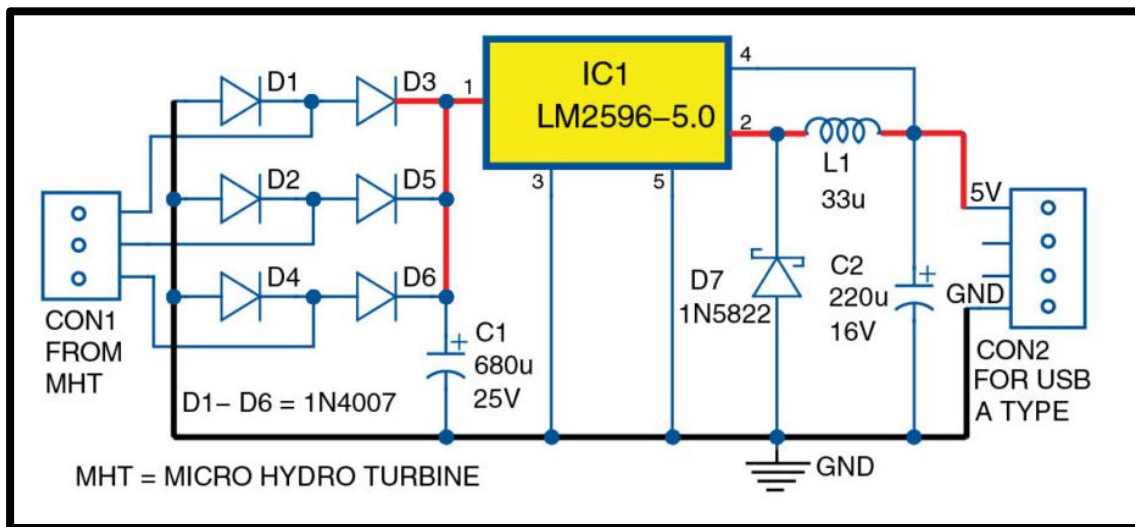 D1
D3
1
IC1
LM2596–5.0
4
2
D2
D5
3
5
L1
33u
5V
D4
D6
D7
1N5822
C2
220u
16V
+
GND
CON1
FROM
MHT
C1
680u
25V
+
CON2
FOR USB
A TYPE
D1– D6 = 1N4007
GND
MHT = MICRO HYDRO TURBINE